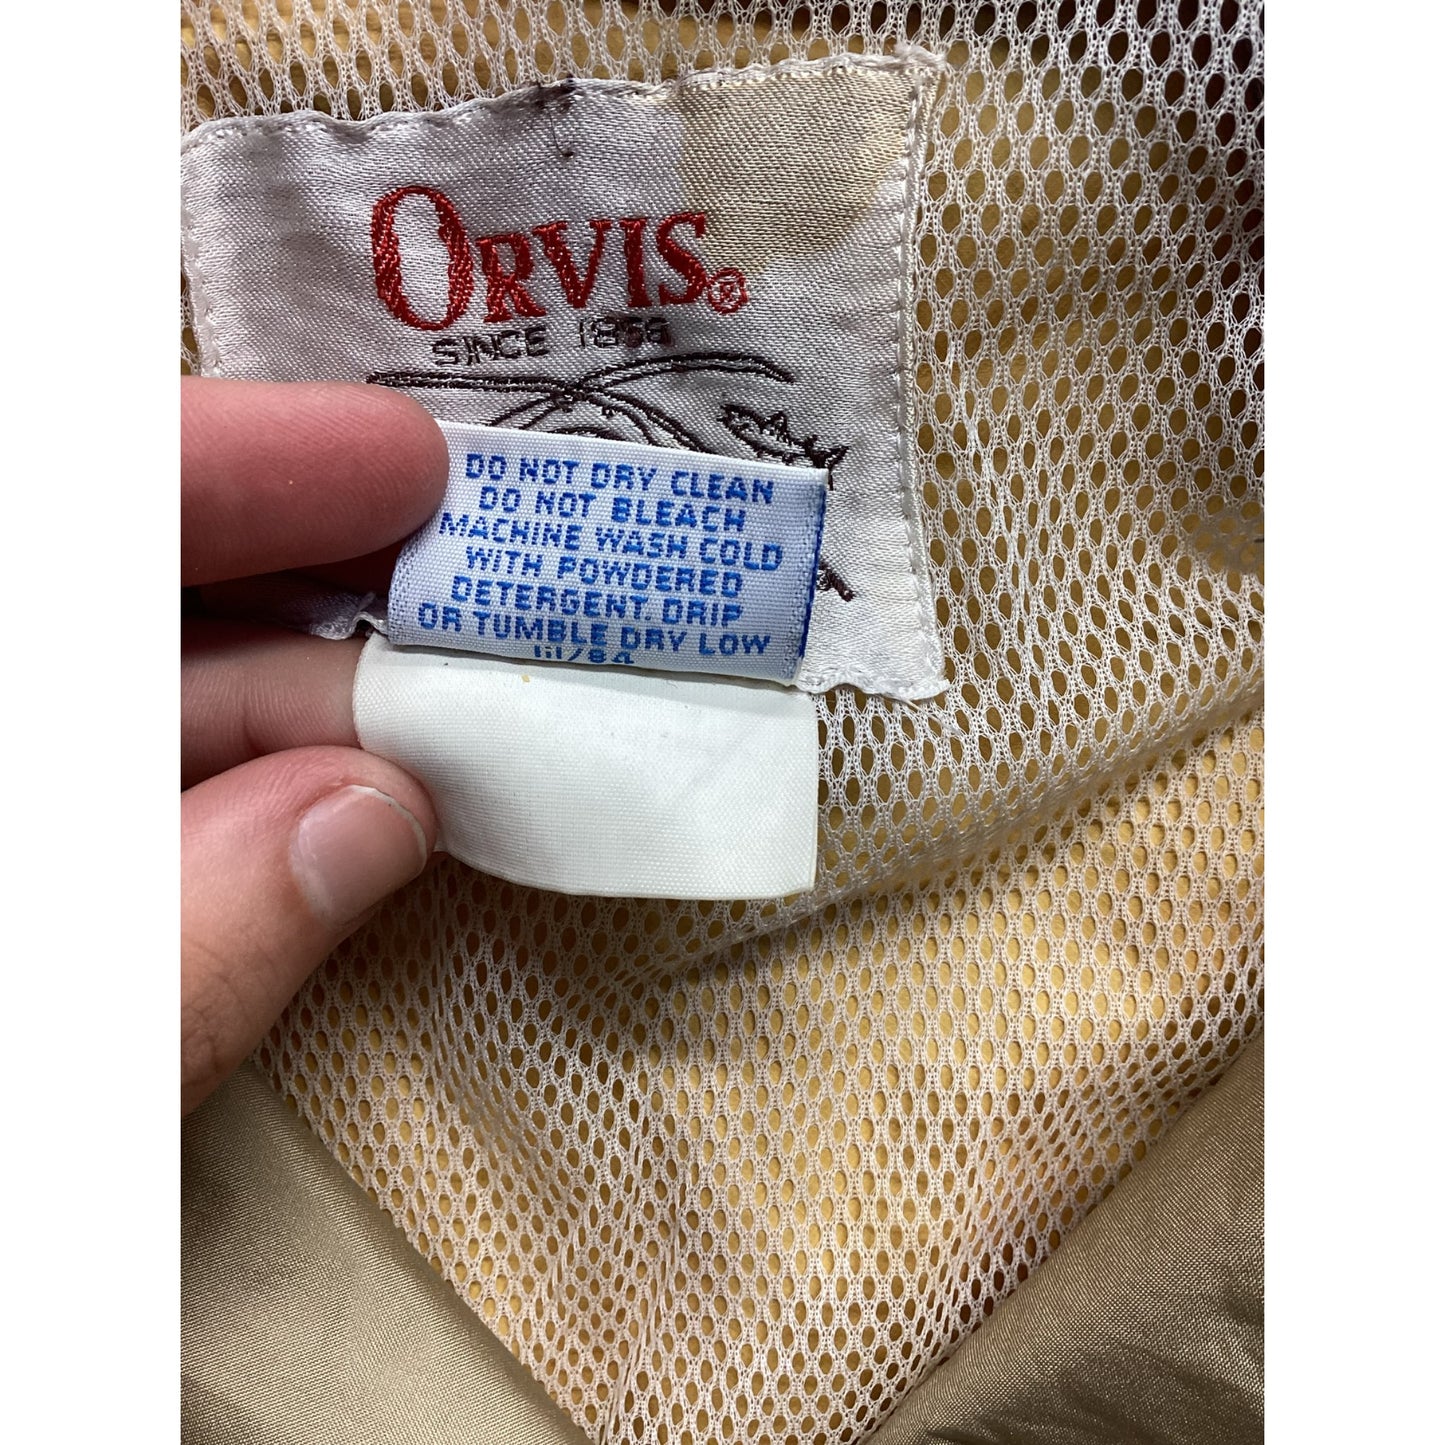 ORVIS®
SINCE 1856
DO NOT DRY CLEAN
DO NOT BLEACH
MACHINE WASH COLD
WITH POWDERED
DETERGENT. DRIP
OR TUMBLE DRY LOW